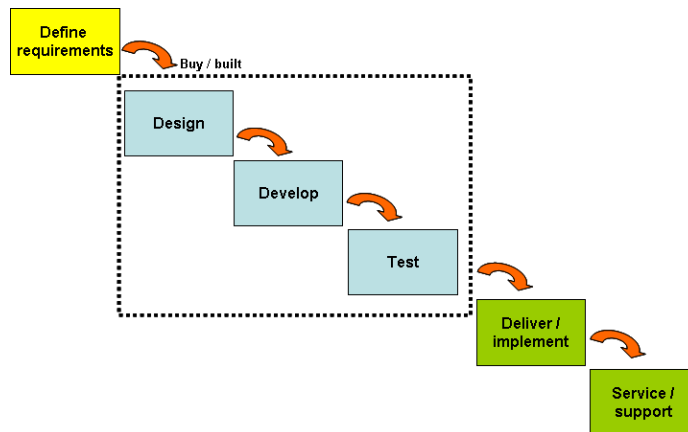 Define
requirements
Buy / built
Design
Develop
Test
Deliver /
implement
Service /
support